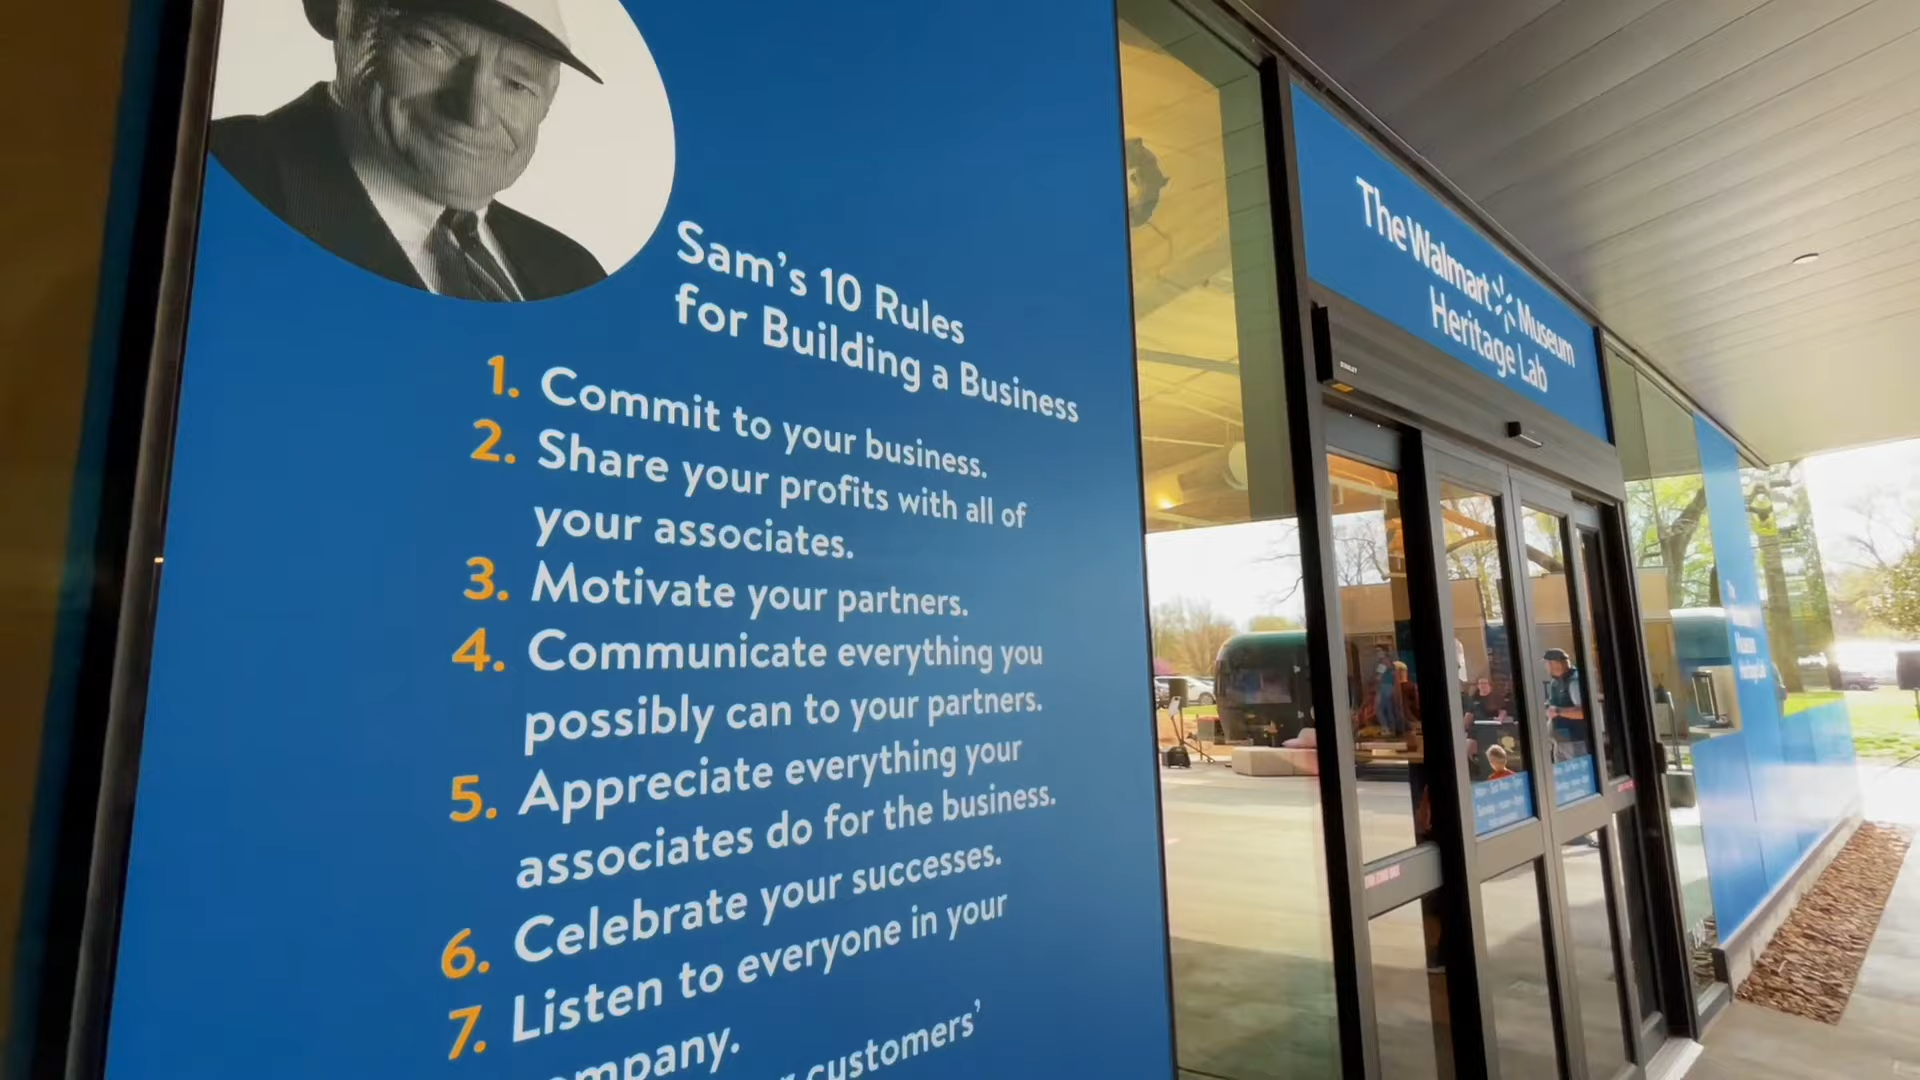 Sam's 10 Rules
for Building a Business
1. Commit to your business.
2. Share your profits with all of
your associates.
3. Motivate your partners.
4. Communicate everything you
possibly can to your partners.
5. Appreciate everything your
associates do for the business.
6. Celebrate your successes.
7. Listen to everyone in your
ompany.
customers'
The Walmart Museum
Heritage Lab
STANLEY